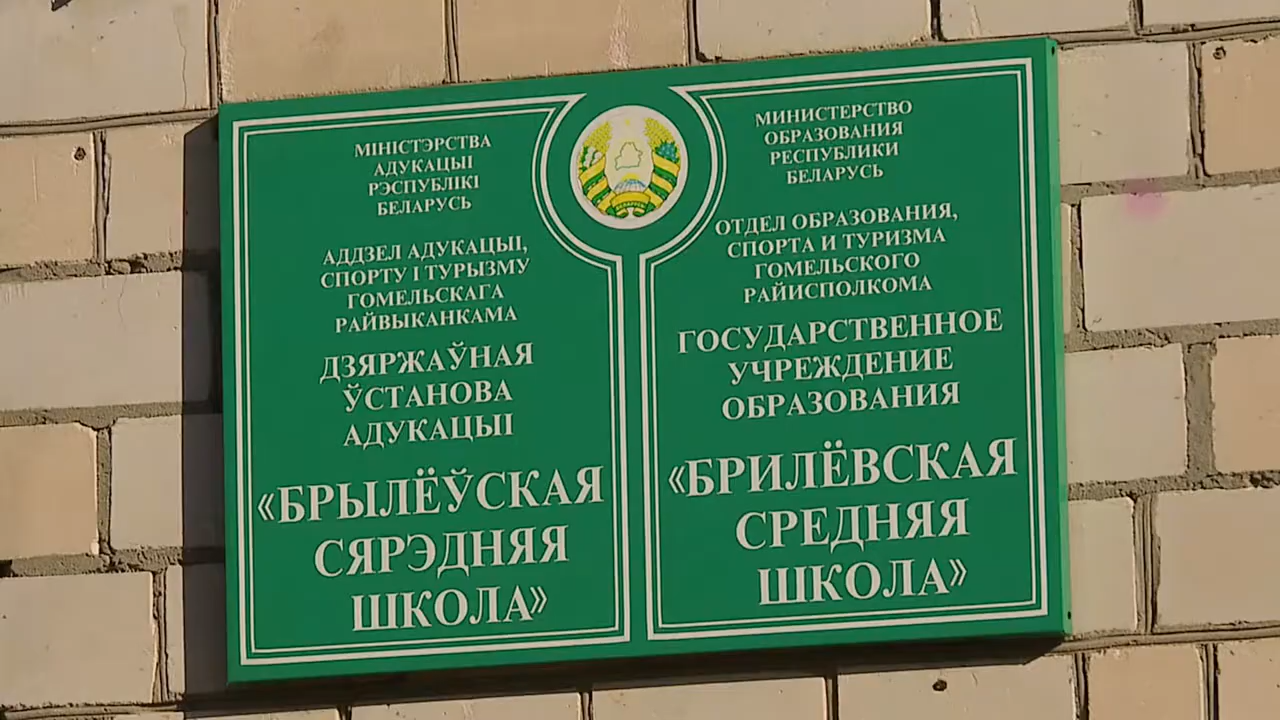 МІНІСТЭРСТВА
АДУКАЦЫІ
РЭСПУБЛІКІ
БЕЛАРУСЬ
АДДЗЕЛ АДУКАЦЫІ,
СПОРТУ І ТУРЫЗМУ
ГОМЕЛЬСКАГА
РАЙВЫКАНКАМА
ДЗЯРЖАЎНАЯ
ЎСТАНОВА
АДУКАЦЫІ
«БРЫЛЁЎСКАЯ
СЯРЭДНЯЯ
ШКОЛА»
МИНИСТЕРСТВО
ОБРАЗОВАНИЯ
РЕСПУБЛИКИ
БЕЛАРУСЬ
ОТДЕЛ ОБРАЗОВАНИЯ,
СПОРТА И ТУРИЗМА
ГОМЕЛЬСКОГО
РАЙИСПОЛКОМА
ГОСУДАРСТВЕННОЕ
УЧРЕЖДЕНИЕ
ОБРАЗОВАНИЯ
«БРИЛЁВСКАЯ
СРЕДНЯЯ
ШКОЛА»